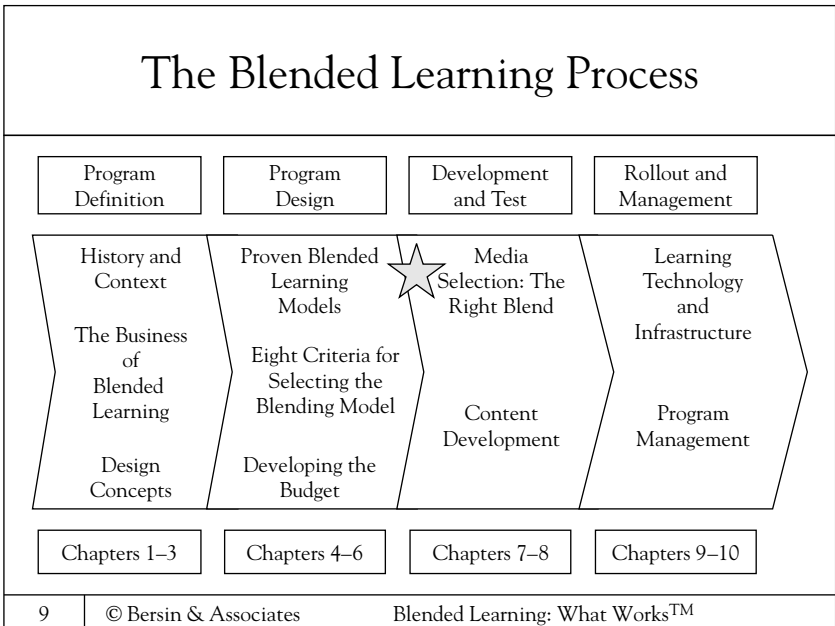 The Blended Learning Process
Program
Definition
Program
Design
Development
and Test
Rollout and
Management
History and
Context
The Business
of
Blended
Learning
Design
Concepts
Proven Blended
Learning
Models
Eight Criteria for
Selecting the
Blending Model
Developing the
Budget
Media
Selection: The
Right Blend
Content
Development
Learning
Technology
and
Infrastructure
Program
Management
Chapters 1–3
Chapters 4–6
Chapters 7–8
Chapters 9–10
9 © Bersin & Associates Blended Learning: What Works™